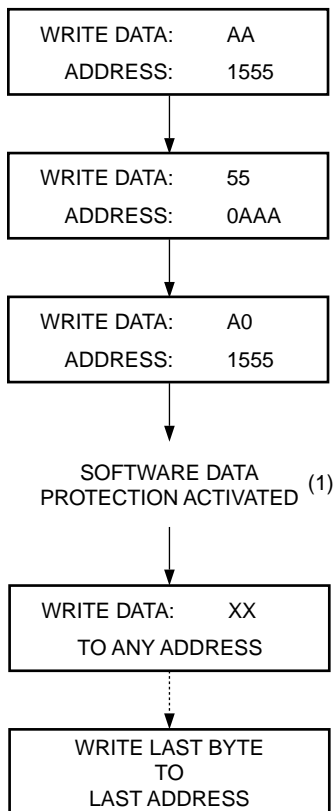 WRITE DATA: AA
ADDRESS: 1555
WRITE DATA: 55
ADDRESS: 0AAA
WRITE DATA: A0
ADDRESS: 1555
SOFTWARE DATA
PROTECTION ACTIVATED (1)
WRITE DATA: XX
TO ANY ADDRESS
WRITE LAST BYTE
TO
LAST ADDRESS